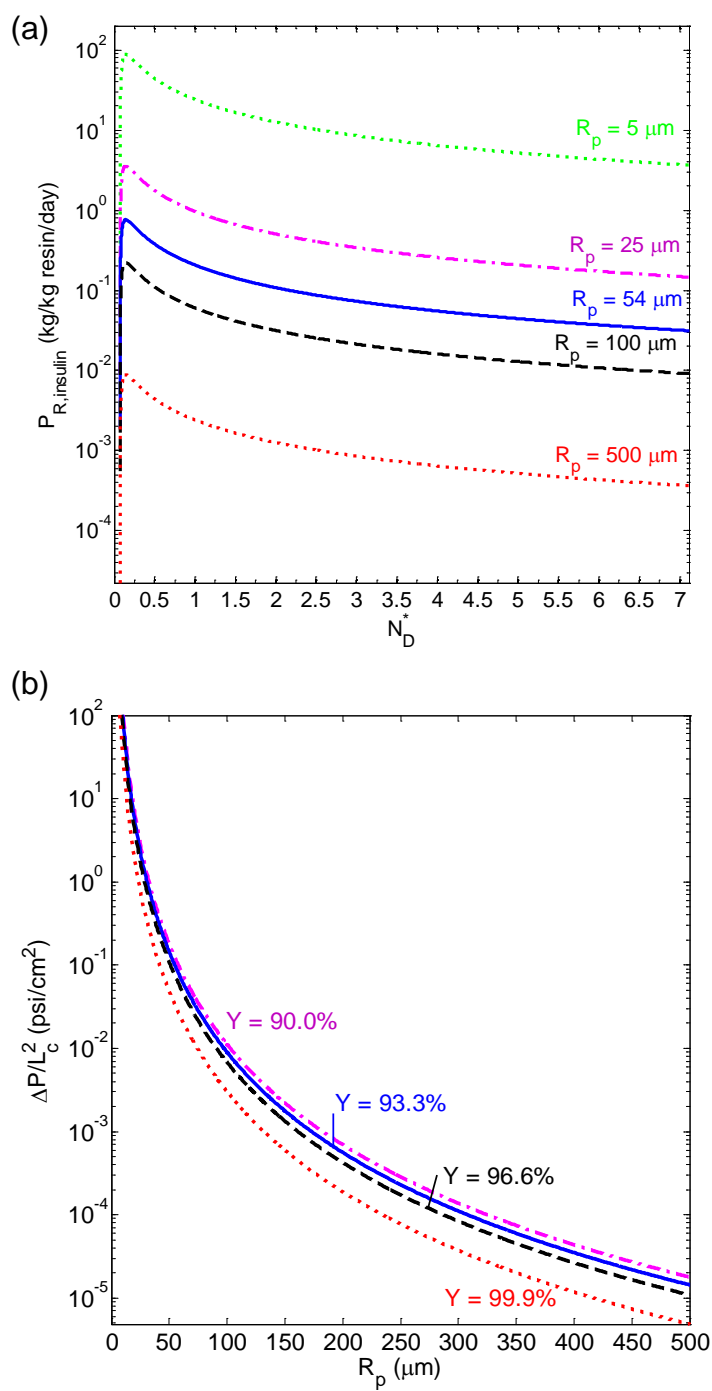 (a)
P_R,insulin (kg/kg resin/day)
10^2
10^1
10^0
10^-1
10^-2
10^-3
10^-4
R_p = 5 μm
R_p = 25 μm
R_p = 54 μm
R_p = 100 μm
R_p = 500 μm
0 0.5 1 1.5 2 2.5 3 3.5 4 4.5 5 5.5 6 6.5 7
N_D^*
(b)
ΔP/L_c^2 (psi/cm^2)
10^2
10^1
10^0
10^-1
10^-2
10^-3
10^-4
10^-5
Y = 90.0%
Y = 93.3%
Y = 96.6%
Y = 99.9%
0 50 100 150 200 250 300 350 400 450 500
R_p (μm)